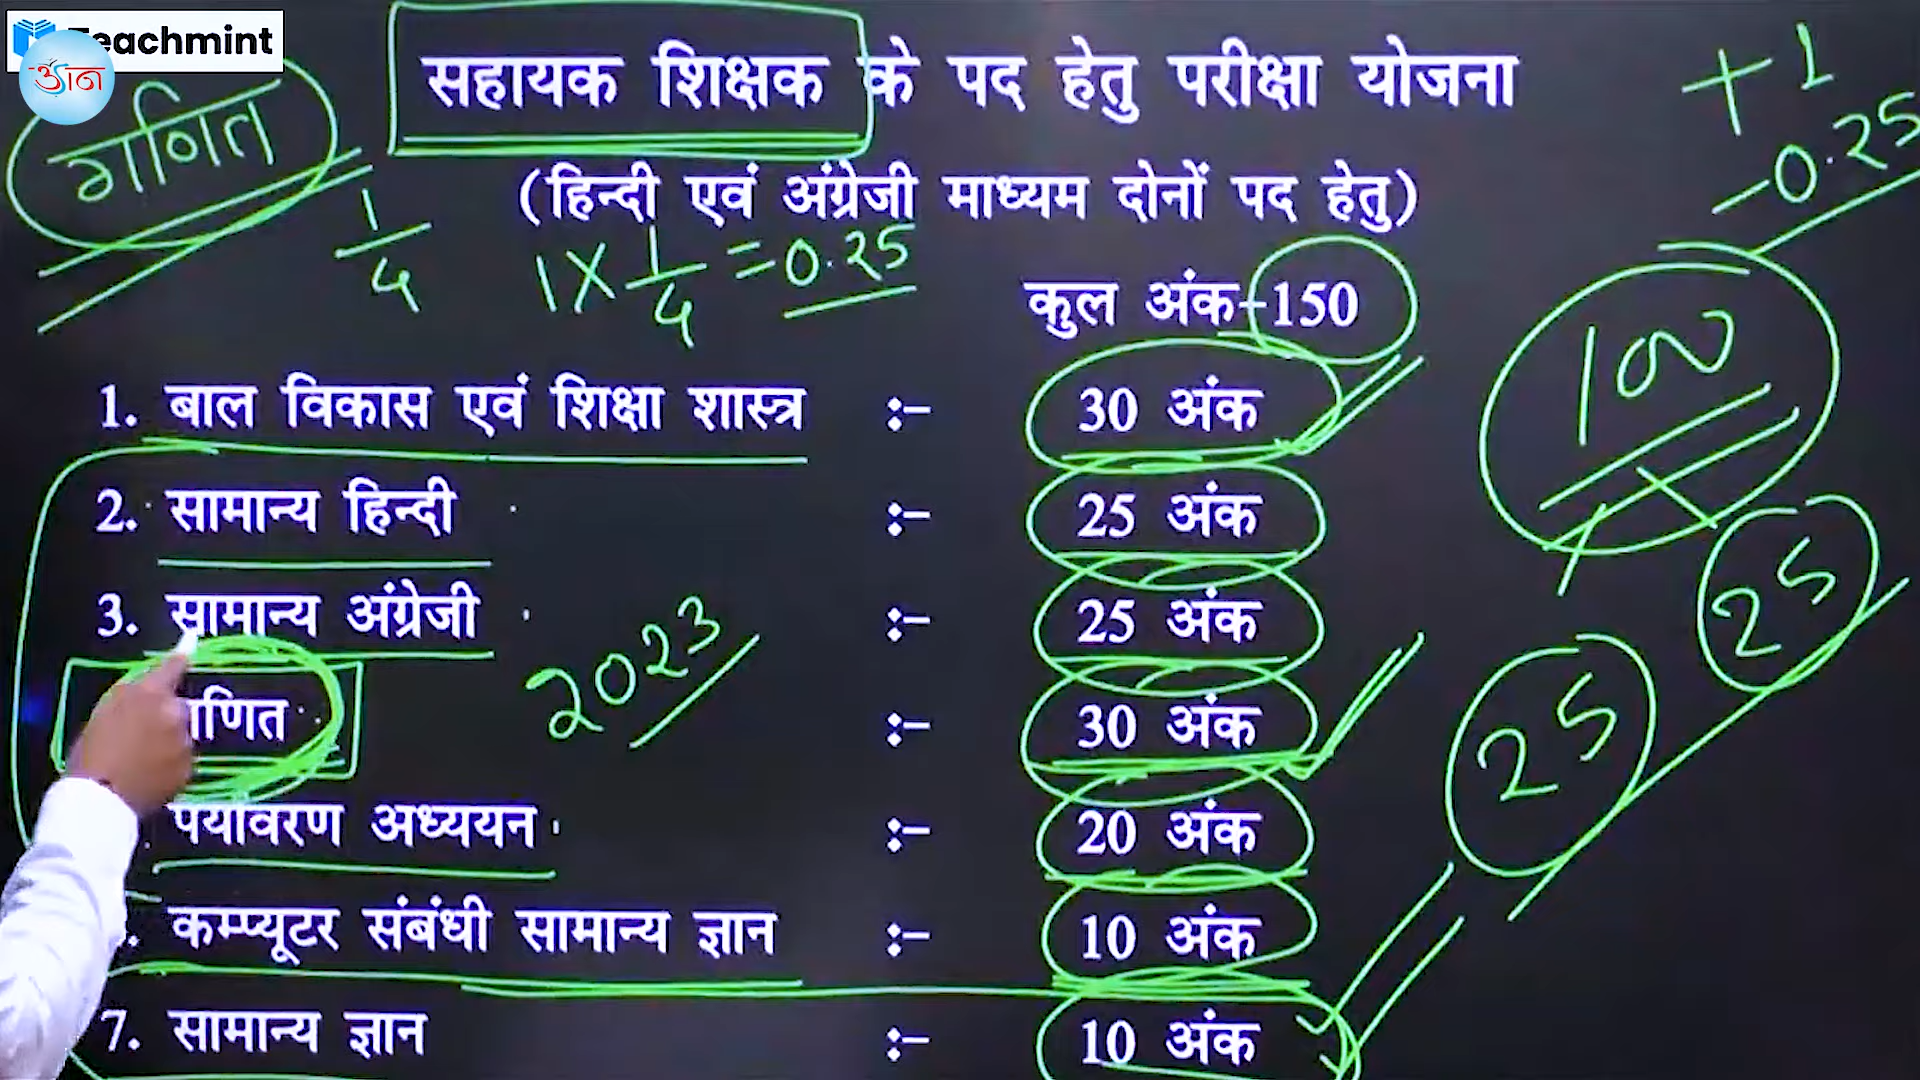 Teachmint
ज्ञान
सहायक शिक्षक के पद हेतु परीक्षा योजना
+1
-0.25
गणित
(हिन्दी एवं अंग्रेजी माध्यम दोनों पद हेतु)
1/4
1 X 1/4 = 0.25
कुल अंक-150
100
1. बाल विकास एवं शिक्षा शास्त्र :- 30 अंक
2. सामान्य हिन्दी :- 25 अंक
25
3. सामान्य अंग्रेजी :- 25 अंक
2023
25
गणित :- 30 अंक
पर्यावरण अध्ययन :- 20 अंक
. कम्प्यूटर संबंधी सामान्य ज्ञान :- 10 अंक
7. सामान्य ज्ञान :- 10 अंक